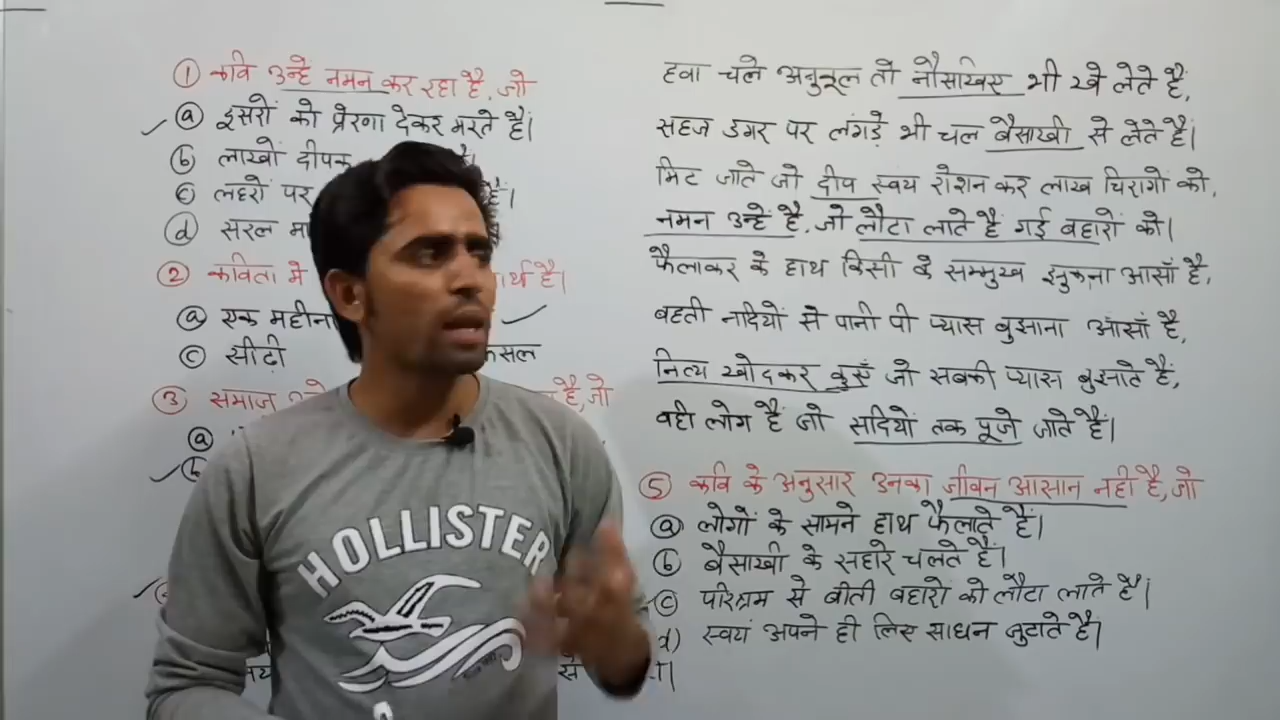 ① कवि उन्हे नमन कर रहा है, जो
ⓐ दूसरों को प्रेरणा देकर मरते हैं।
ⓑ लाखों दीपक
ⓒ लहरों पर हैं।
ⓓ सरल
② कविता मे है।
ⓐ एक महीना
ⓒ सीढी
③ समाज है, जो
ⓐ
HOLLISTER
हवा चले अनुकूल तो नौसिखिए भी खे लेते हैं,
सहज डगर पर लंगड़े भी चल बैसाखी से लेते हैं।
मिट जाते जो दीप स्वय रोशन कर लाख चिरागो को,
नमन उन्हें है, जो लौटा लाते हैं गई बहारों को।
फैलाकर के हाथ किसी के सम्मुख झुकना आसाँ है,
बहती नदियों से पानी पी प्यास बुझाना आंसाँ है,
नित्य खोदकर कुएँ जो सबकी प्यास बुझाते हैं,
वही लोग हैं जो सदियों तक पूजे जाते हैं।
⑤ कवि के अनुसार उनका जीवन आसान नही है, जो
ⓐ लोगों के सामने हाथ फैलाते हैं।
ⓑ बैसाखी के सहारे चलते हैं।
ⓒ परिश्रम से बीती बहारों को लौटा लाते है।
स्वयं अपने ही लिए साधन जुटाते है।